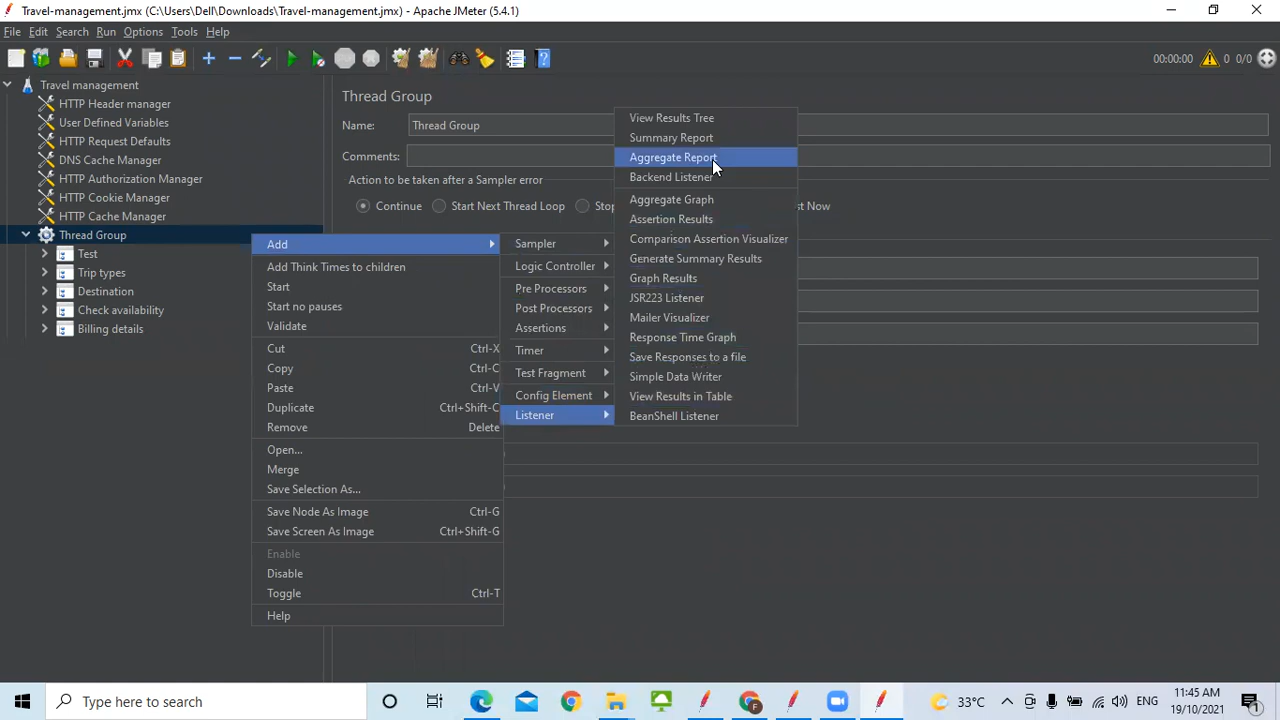 Travel-management.jmx (C:\Users\Dell\Downloads\Travel-management.jmx) - Apache JMeter (5.4.1)
File Edit Search Run Options Tools Help
00:00:00 0 0/0
Travel management
HTTP Header manager
User Defined Variables
HTTP Request Defaults
DNS Cache Manager
HTTP Authorization Manager
HTTP Cookie Manager
HTTP Cache Manager
Thread Group
Test
Trip types
Destination
Check availability
Billing details
Thread Group
Name: Thread Group
Comments:
Action to be taken after a Sampler error
Continue Start Next Thread Loop Stop st Now
Add
Add Think Times to children
Start
Start no pauses
Validate
Cut Ctrl-X
Copy Ctrl-C
Paste Ctrl-V
Duplicate Ctrl+Shift-C
Remove Delete
Open...
Merge
Save Selection As...
Save Node As Image Ctrl-G
Save Screen As Image Ctrl+Shift-G
Enable
Disable
Toggle Ctrl-T
Help
Sampler
Logic Controller
Pre Processors
Post Processors
Assertions
Timer
Test Fragment
Config Element
Listener
View Results Tree
Summary Report
Aggregate Report
Backend Listener
Aggregate Graph
Assertion Results
Comparison Assertion Visualizer
Generate Summary Results
Graph Results
JSR223 Listener
Mailer Visualizer
Response Time Graph
Save Responses to a file
Simple Data Writer
View Results in Table
BeanShell Listener
Type here to search
33°C
ENG
11:45 AM
19/10/2021
1